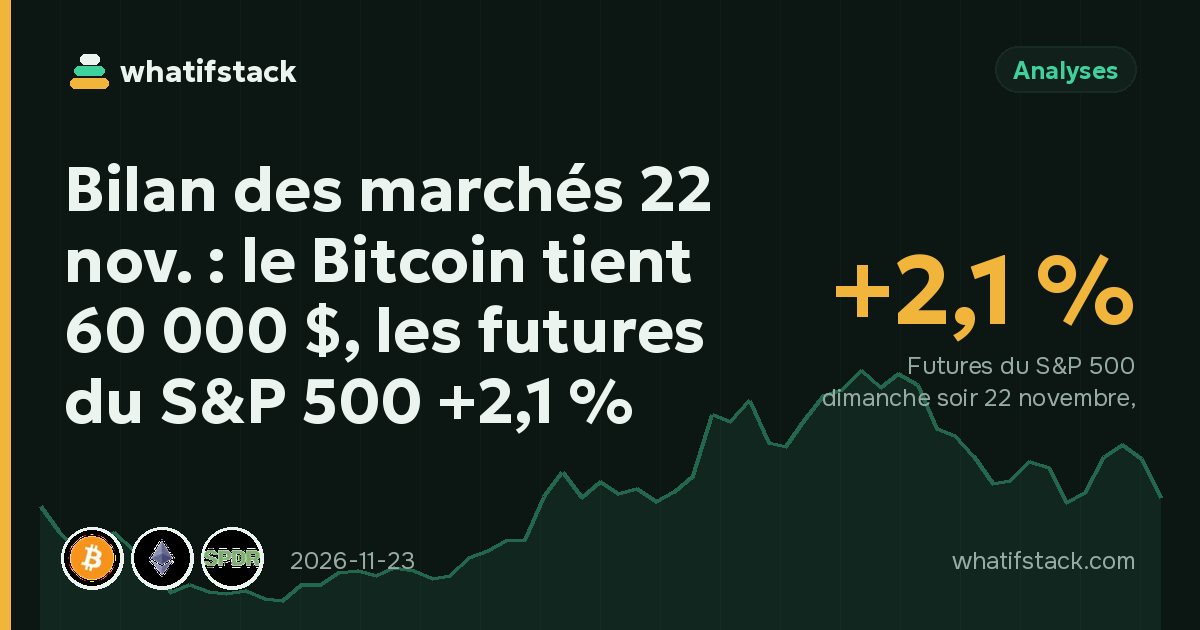 whatifstack
Analyses
Bilan des marchés 22
nov. : le Bitcoin tient
60 000 $, les futures
du S&P 500 +2,1 %
+2,1 %
Futures du S&P 500
dimanche soir 22 novembre,
SPDR
2026-11-23
whatifstack.com